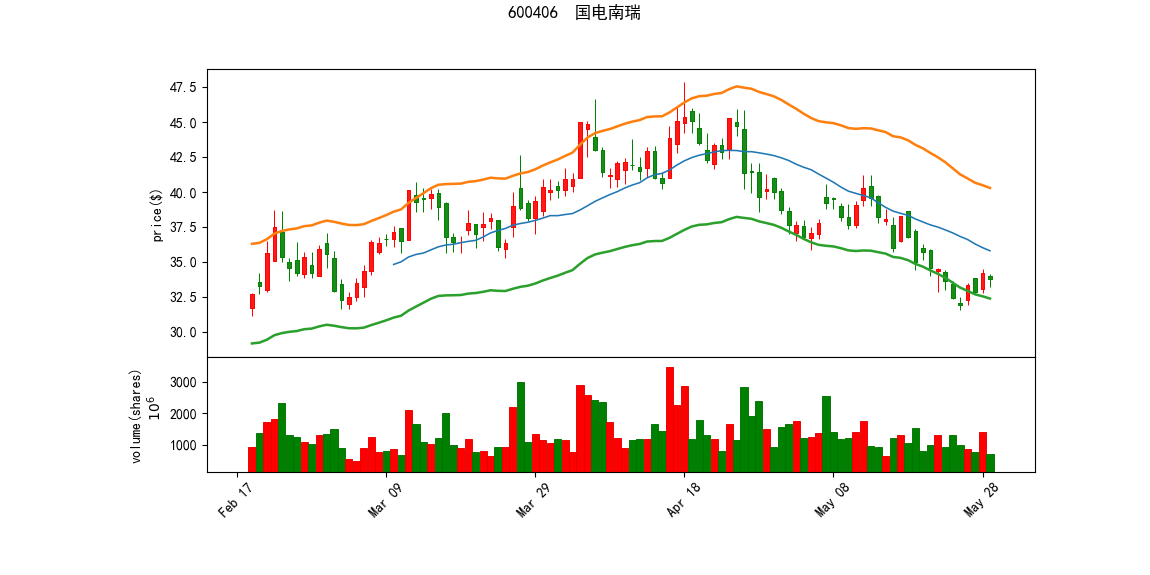 600406  国电南瑞
price($)
47.5
45.0
42.5
40.0
37.5
35.0
32.5
30.0
volume(shares)
10^6
3000
2000
1000
Feb 17
Mar 09
Mar 29
Apr 18
May 08
May 28